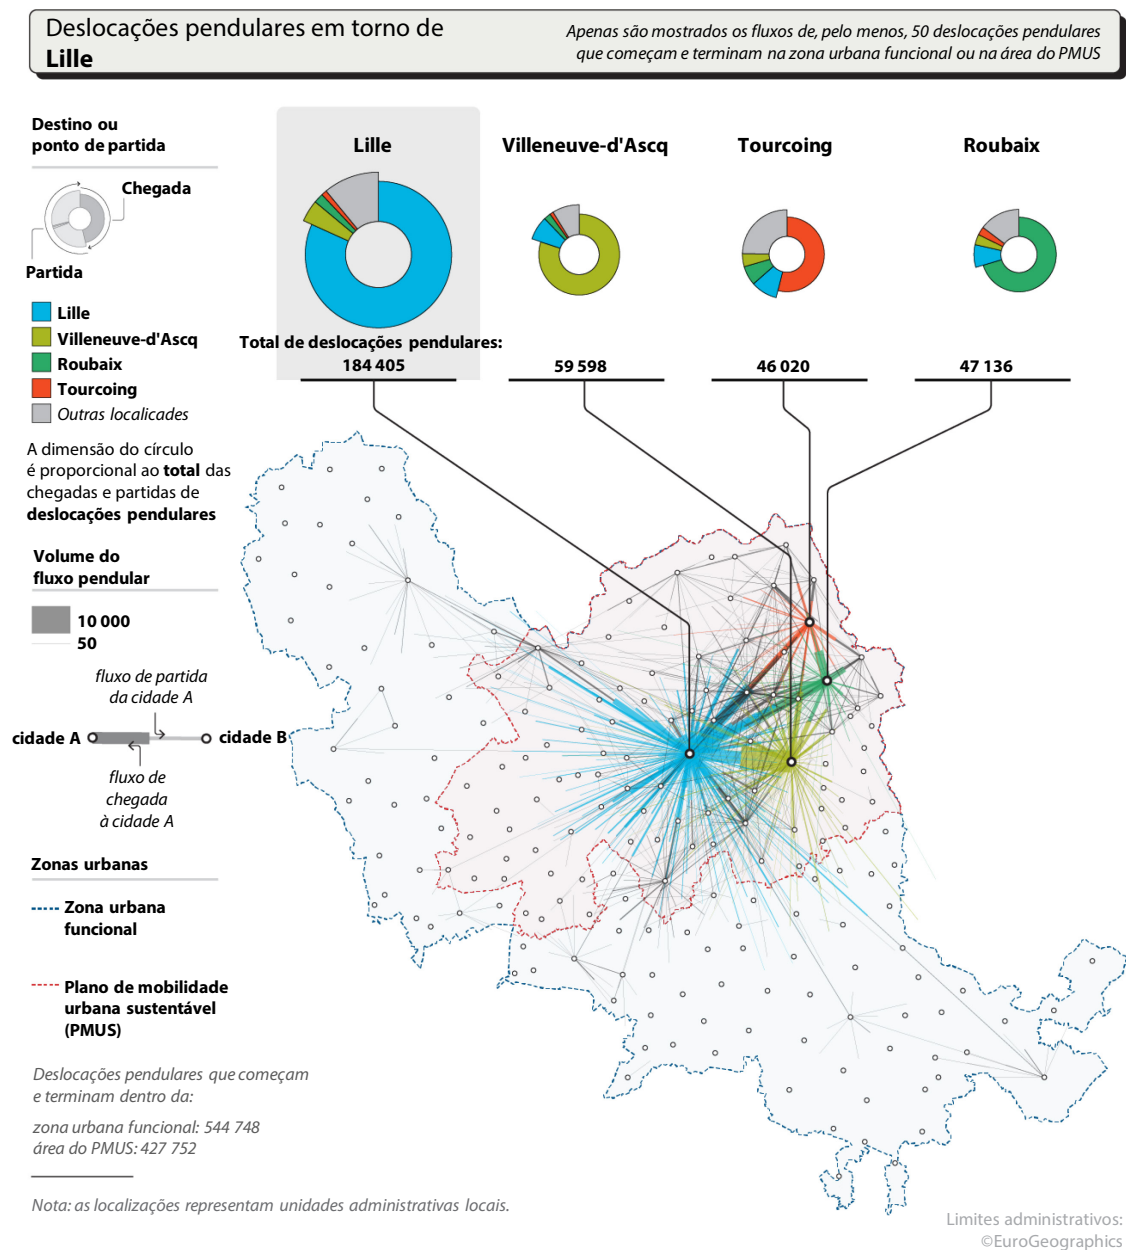 Deslocações pendulares em torno de
Lille
Apenas são mostrados os fluxos de, pelo menos, 50 deslocações pendulares
que começam e terminam na zona urbana funcional ou na área do PMUS
Destino ou
ponto de partida
Chegada
Partida
Lille
Villeneuve-d'Ascq
Roubaix
Tourcoing
Outras localicades
A dimensão do círculo
é proporcional ao total das
chegadas e partidas de
deslocações pendulares
Lille
Villeneuve-d'Ascq
Tourcoing
Roubaix
Total de deslocações pendulares:
184 405
59 598
46 020
47 136
Volume do
fluxo pendular
10 000
50
fluxo de partida
da cidade A
cidade A
cidade B
fluxo de
chegada
à cidade A
Zonas urbanas
Zona urbana
funcional
Plano de mobilidade
urbana sustentável
(PMUS)
Deslocações pendulares que começam
e terminam dentro da:
zona urbana funcional: 544 748
área do PMUS: 427 752
Nota: as localizações representam unidades administrativas locais.
Limites administrativos:
©EuroGeographics